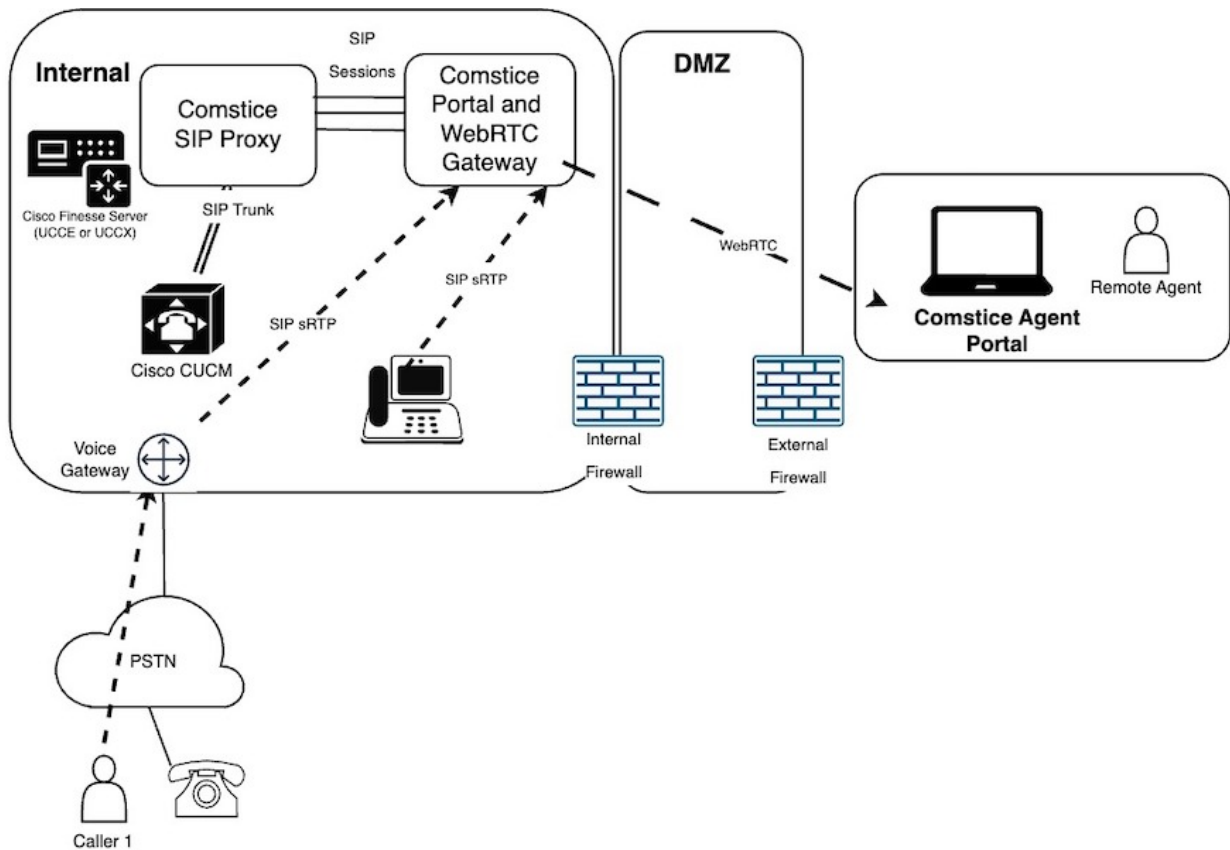 SIP
Sessions
Internal
DMZ
Comstice
SIP Proxy
Comstice
Portal and
WebRTC
Gateway
Cisco Finesse Server
(UCCE or UCCX)
SIP Trunk
WebRTC
Remote Agent
SIP sRTP
SIP sRTP
Comstice Agent
Portal
Cisco CUCM
Voice
Gateway
Internal
Firewall
External
Firewall
PSTN
Caller 1